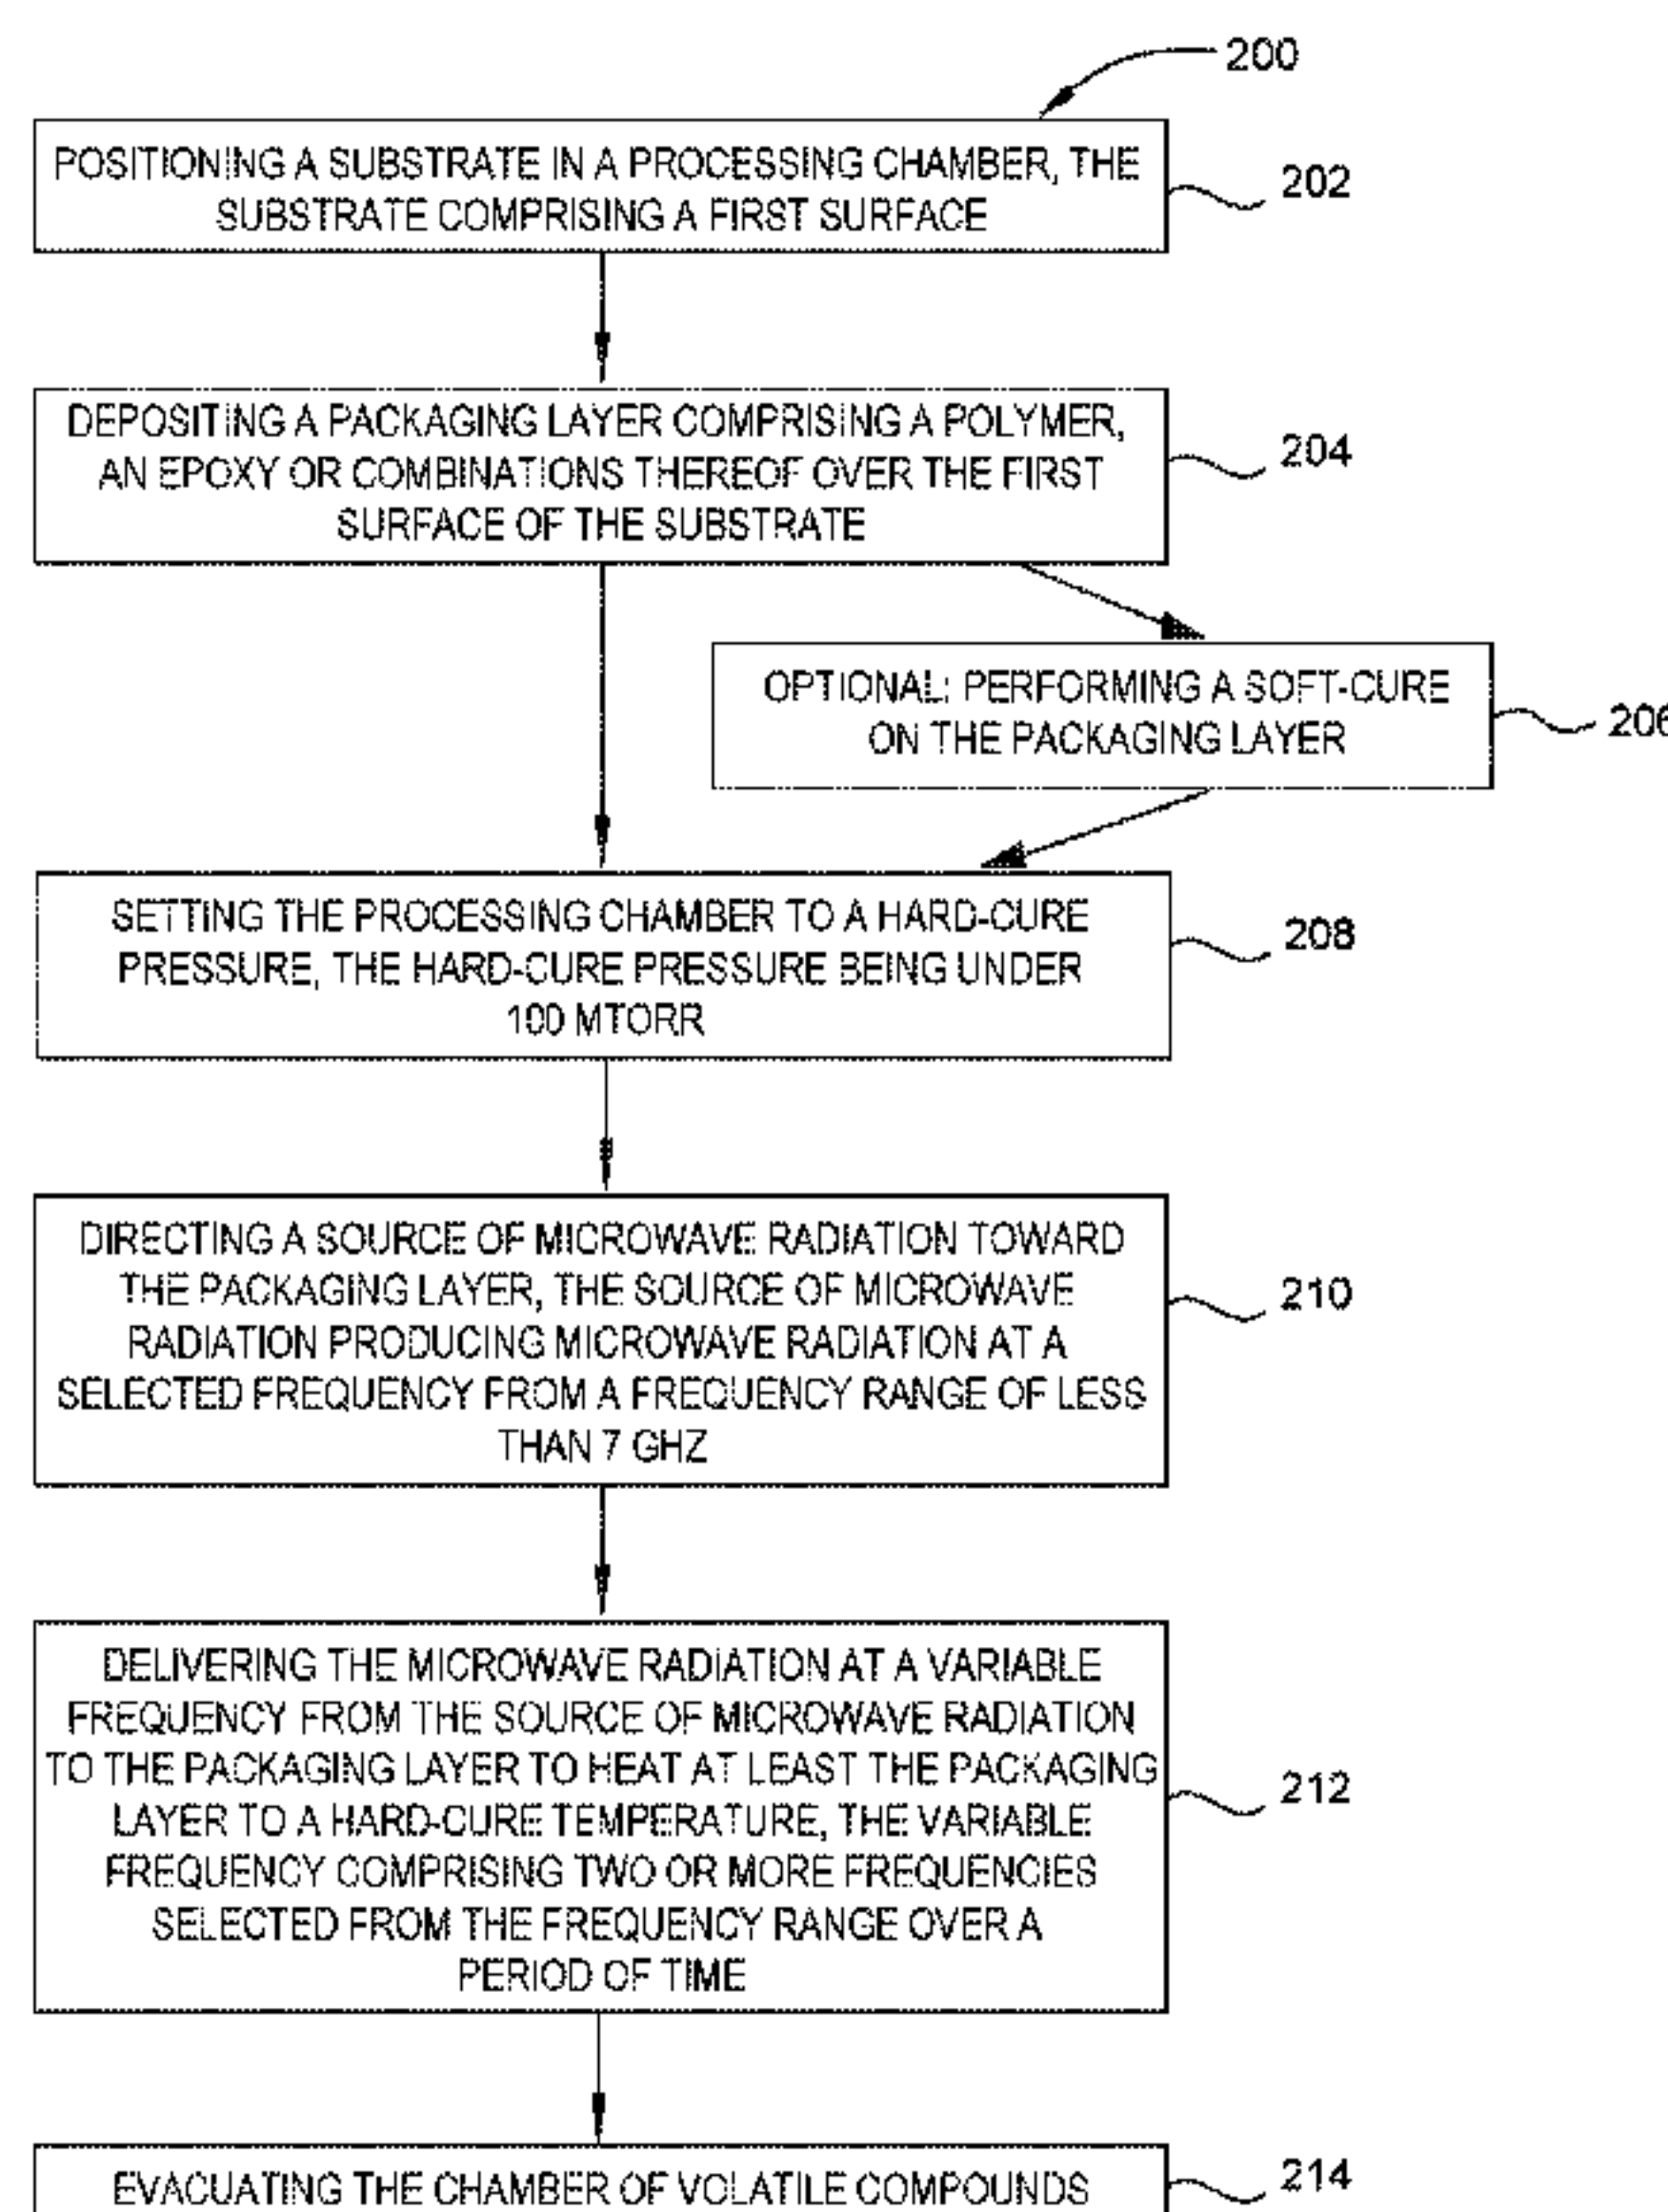 200
POSITIONING A SUBSTRATE IN A PROCESSING CHAMBER, THE
SUBSTRATE COMPRISING A FIRST SURFACE
202
DEPOSITING A PACKAGING LAYER COMPRISING A POLYMER,
AN EPOXY OR COMBINATIONS THEREOF OVER THE FIRST
SURFACE OF THE SUBSTRATE
204
OPTIONAL: PERFORMING A SOFT-CURE
ON THE PACKAGING LAYER
206
SETTING THE PROCESSING CHAMBER TO A HARD-CURE
PRESSURE, THE HARD-CURE PRESSURE BEING UNDER
100 MTORR
208
DIRECTING A SOURCE OF MICROWAVE RADIATION TOWARD
THE PACKAGING LAYER, THE SOURCE OF MICROWAVE
RADIATION PRODUCING MICROWAVE RADIATION AT A
SELECTED FREQUENCY FROM A FREQUENCY RANGE OF LESS
THAN 7 GHZ
210
DELIVERING THE MICROWAVE RADIATION AT A VARIABLE
FREQUENCY FROM THE SOURCE OF MICROWAVE RADIATION
TO THE PACKAGING LAYER TO HEAT AT LEAST THE PACKAGING
LAYER TO A HARD-CURE TEMPERATURE, THE VARIABLE
FREQUENCY COMPRISING TWO OR MORE FREQUENCIES
SELECTED FROM THE FREQUENCY RANGE OVER A
PERIOD OF TIME
212
EVACUATING THE CHAMBER OF VOLATILE COMPOUNDS
214